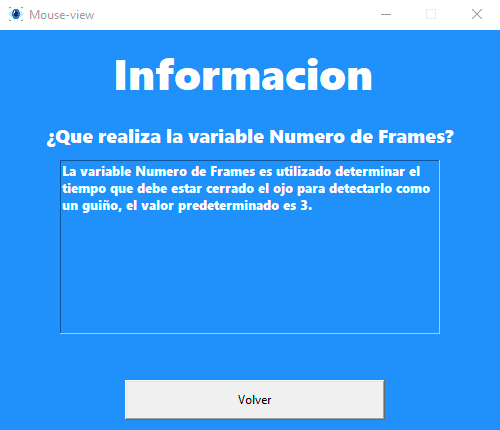 Mouse-view
Informacion
¿Que realiza la variable Numero de Frames?
La variable Numero de Frames es utilizado determinar el
tiempo que debe estar cerrado el ojo para detectarlo como
un guiño, el valor predeterminado es 3.
Volver